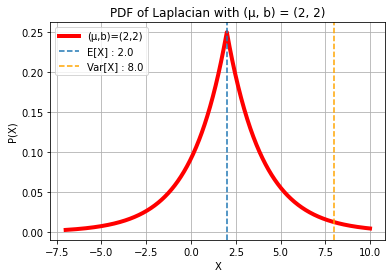 PDF of Laplacian with (μ, b) = (2, 2)
(μ,b)=(2,2)
E[X] : 2.0
Var[X] : 8.0
P(X)
0.25
0.20
0.15
0.10
0.05
0.00
−7.5 −5.0 −2.5 0.0 2.5 5.0 7.5 10.0
X